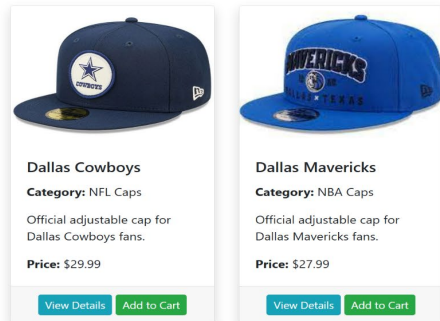 COWBOYS
Dallas Cowboys
Category: NFL Caps
Official adjustable cap for
Dallas Cowboys fans.
Price: $29.99
View Details
Add to Cart
MAVERICKS
DALLAS TEXAS
Dallas Mavericks
Category: NBA Caps
Official adjustable cap for
Dallas Mavericks fans.
Price: $27.99
View Details
Add to Cart